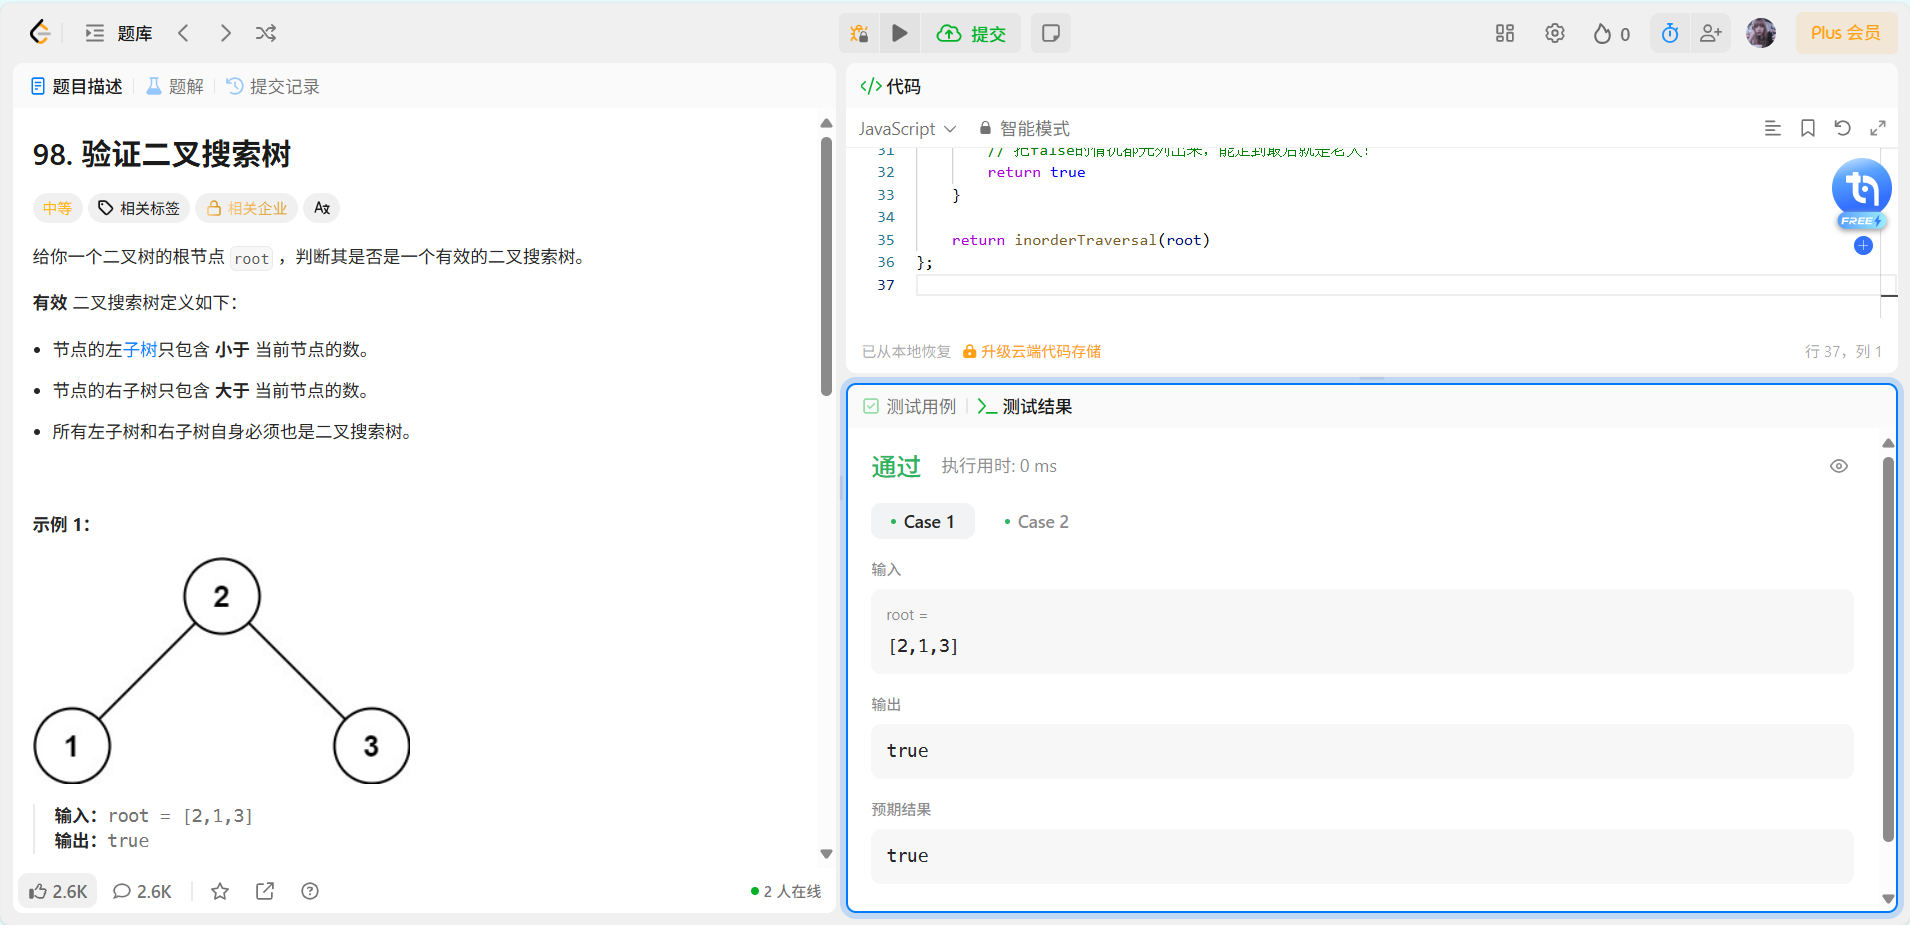 题库
提交
0
Plus 会员
题目描述
题解
提交记录
98. 验证二叉搜索树
中等
相关标签
相关企业
给你一个二叉树的根节点 root ，判断其是否是一个有效的二叉搜索树。
有效 二叉搜索树定义如下：
• 节点的左子树只包含 小于 当前节点的数。
• 节点的右子树只包含 大于 当前节点的数。
• 所有左子树和右子树自身必须也是二叉搜索树。
示例 1：
2
1
3
输入：root = [2,1,3]
输出：true
2.6K
2.6K
2 人在线
</> 代码
JavaScript
智能模式
31 // 把false的情况都先列出来，能走到最后就是
32 return true
33 }
34
35 return inorderTraversal(root)
36 };
37
FREE
已从本地恢复
升级云端代码存储
行 37，列 1
测试用例
测试结果
通过
执行用时: 0 ms
• Case 1
• Case 2
输入
root =
[2,1,3]
输出
true
预期结果
true